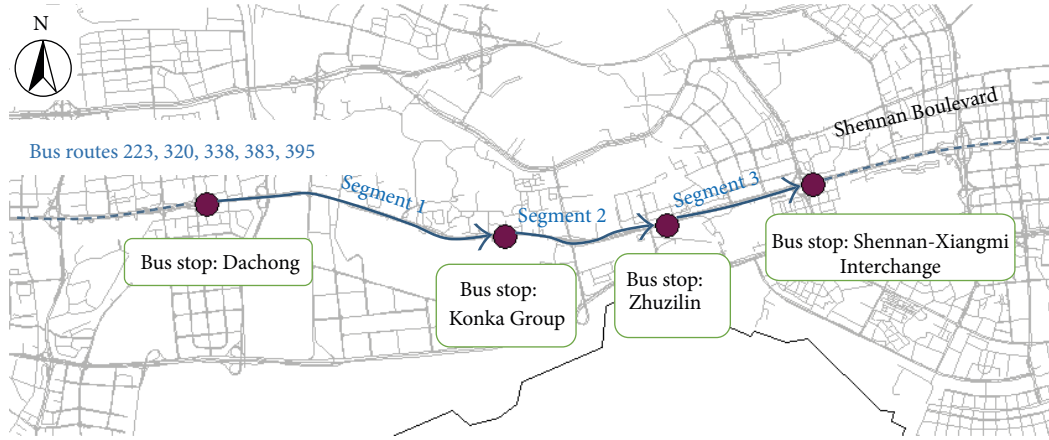 N
Shennan Boulevard
Bus routes 223, 320, 338, 383, 395
Segment 1
Segment 2
Segment 3
Bus stop: Dachong
Bus stop:
Konka Group
Bus stop:
Zhuzilin
Bus stop: Shennan-Xiangmi
Interchange